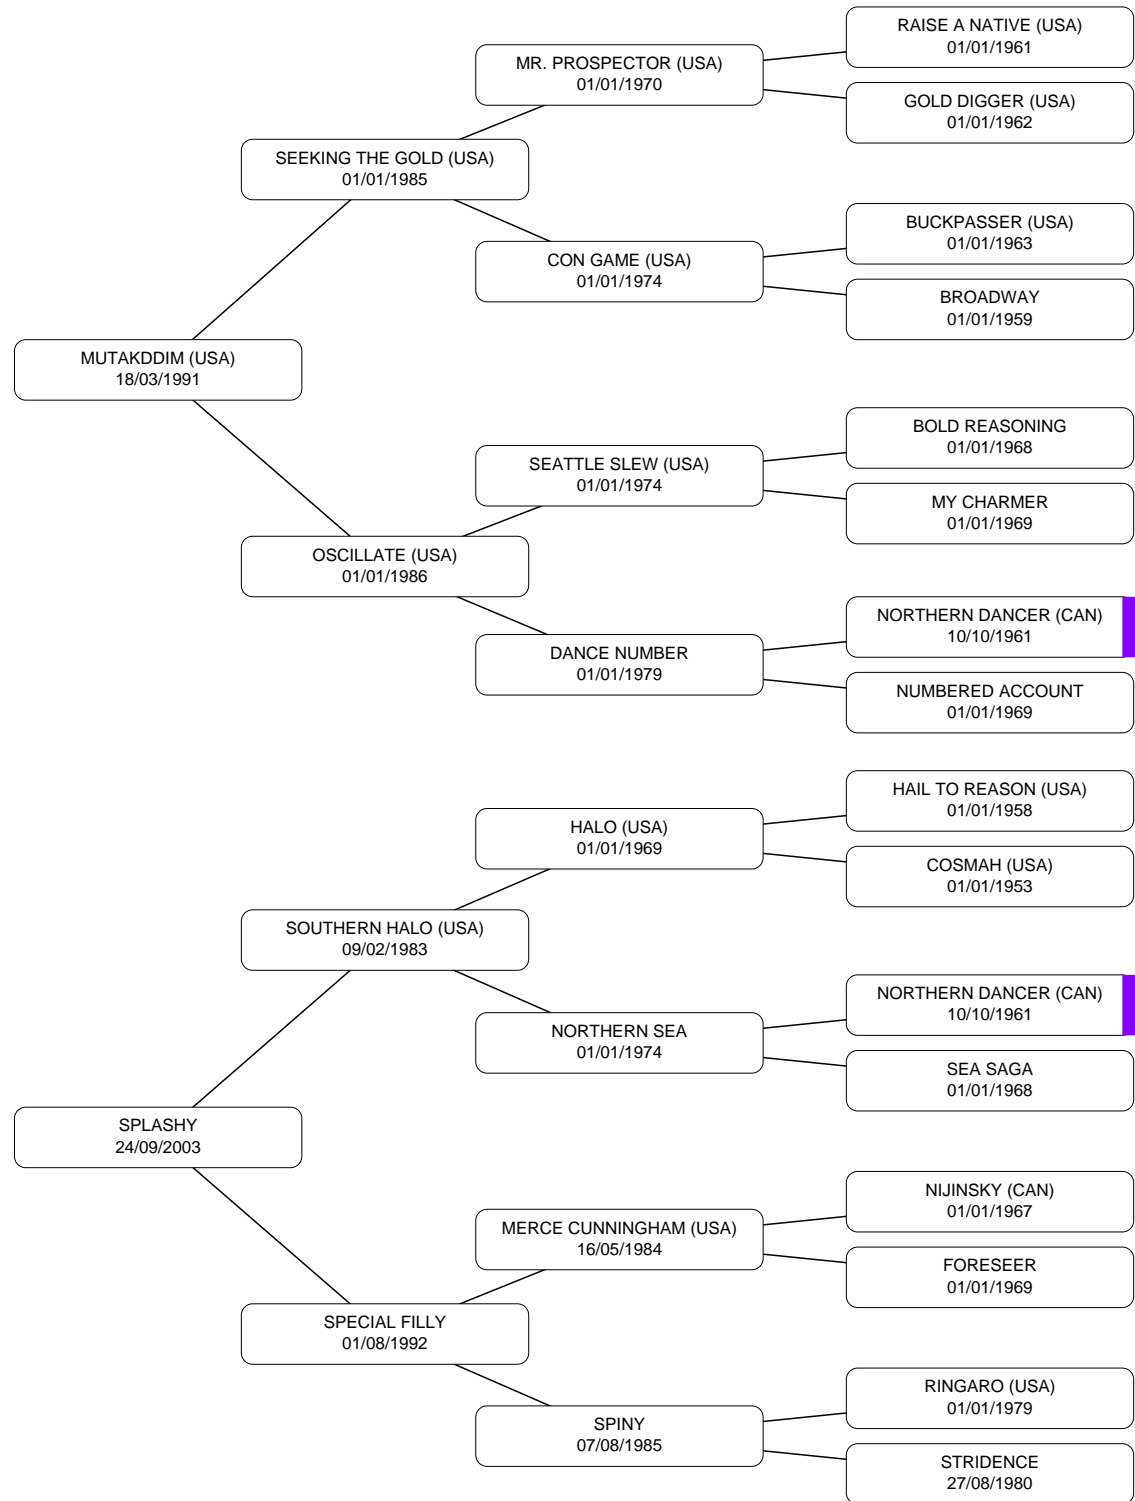 RAISE A NATIVE (USA)
01/01/1961
MR. PROSPECTOR (USA)
01/01/1970
GOLD DIGGER (USA)
01/01/1962
SEEKING THE GOLD (USA)
01/01/1985
BUCKPASSER (USA)
01/01/1963
CON GAME (USA)
01/01/1974
BROADWAY
01/01/1959
MUTAKDDIM (USA)
18/03/1991
BOLD REASONING
01/01/1968
SEATTLE SLEW (USA)
01/01/1974
MY CHARMER
01/01/1969
OSCILLATE (USA)
01/01/1986
NORTHERN DANCER (CAN)
10/10/1961
DANCE NUMBER
01/01/1979
NUMBERED ACCOUNT
01/01/1969
HAIL TO REASON (USA)
01/01/1958
HALO (USA)
01/01/1969
COSMAH (USA)
01/01/1953
SOUTHERN HALO (USA)
09/02/1983
NORTHERN DANCER (CAN)
10/10/1961
NORTHERN SEA
01/01/1974
SEA SAGA
01/01/1968
SPLASHY
24/09/2003
NIJINSKY (CAN)
01/01/1967
MERCE CUNNINGHAM (USA)
16/05/1984
FORESEER
01/01/1969
SPECIAL FILLY
01/08/1992
RINGARO (USA)
01/01/1979
SPINY
07/08/1985
STRIDENCE
27/08/1980